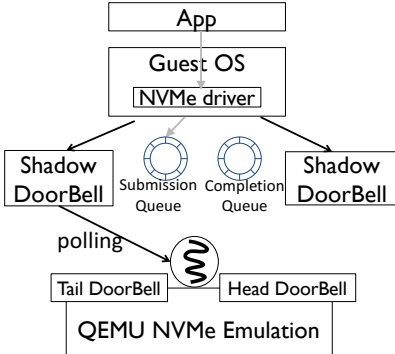 App
Guest OS
NVMe driver
Shadow
DoorBell
Submission
Queue
Completion
Queue
Shadow
DoorBell
polling
Tail DoorBell
Head DoorBell
QEMU NVMe Emulation